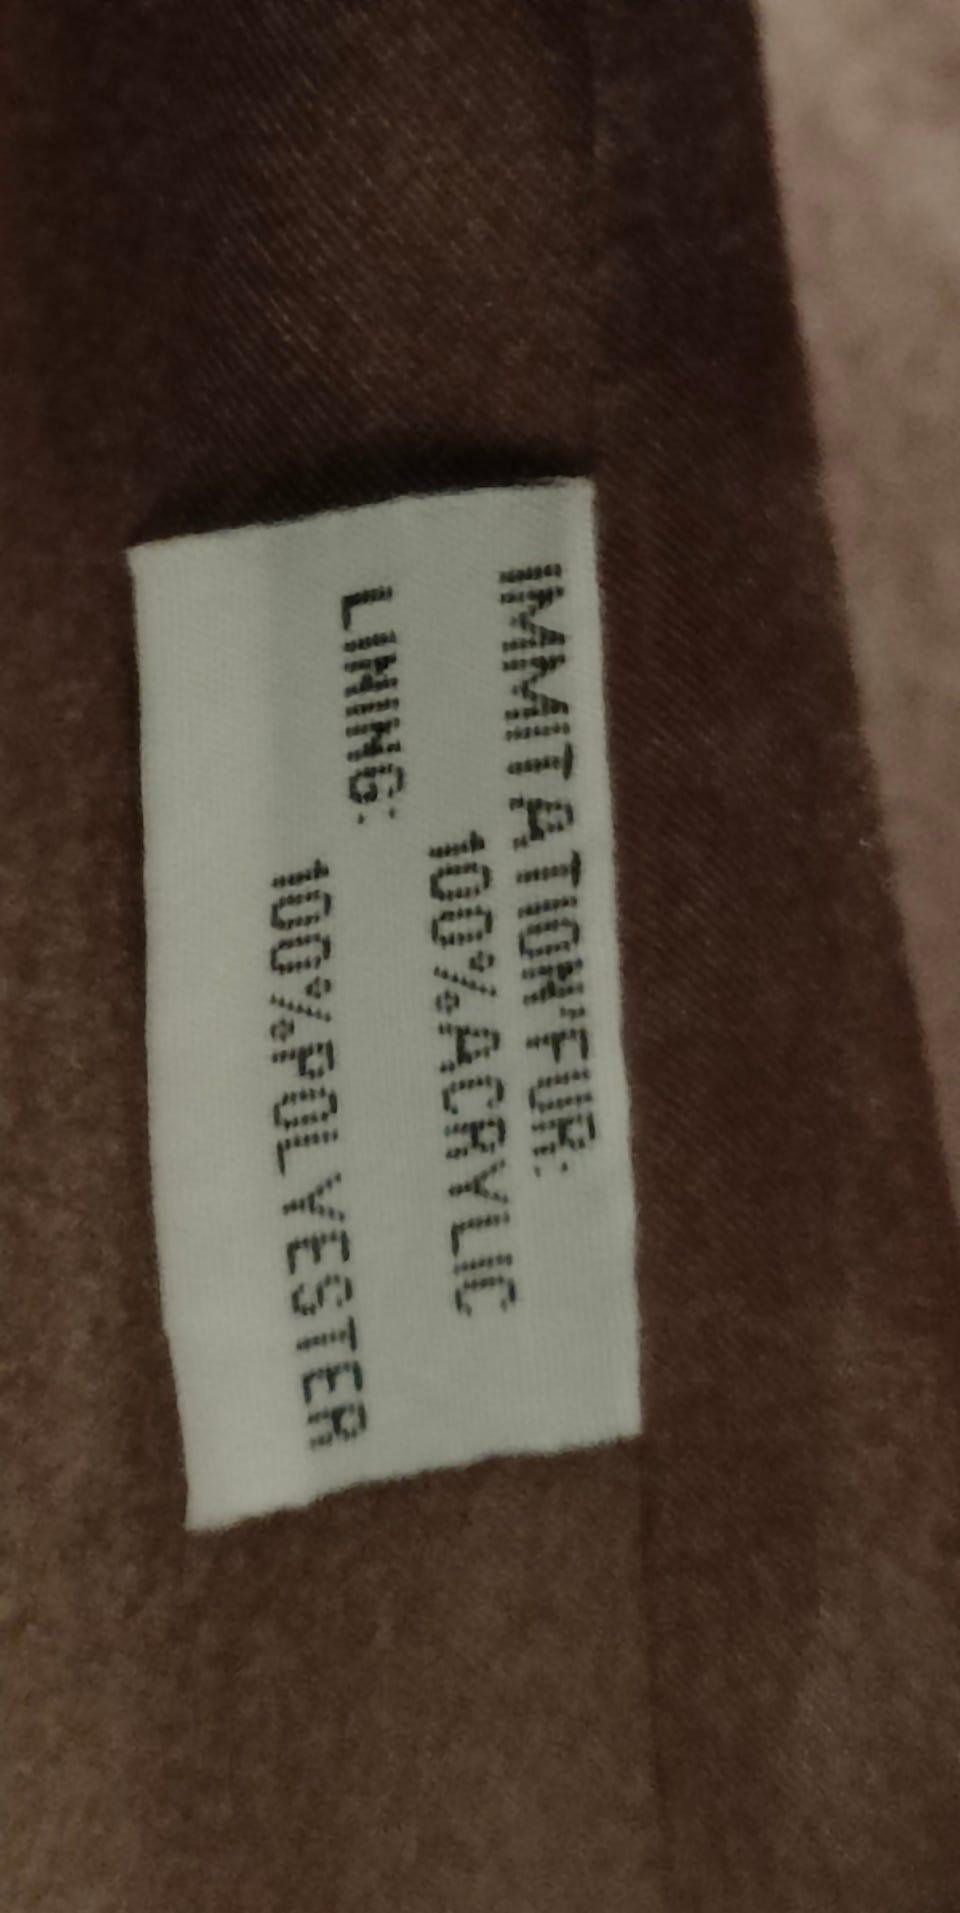 IMMITATION FUR:
100% ACRYLIC
LINING:
100% POLYESTER